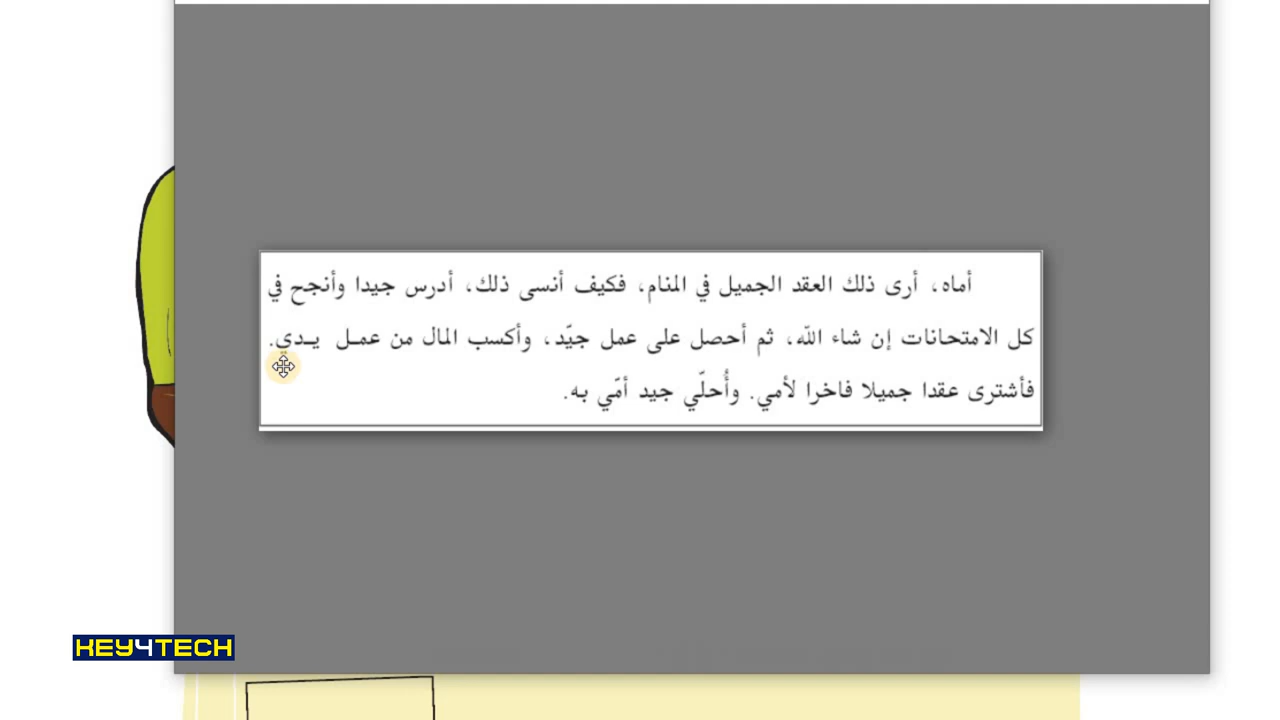 أماه، أرى ذلك العقد الجميل في المنام، فكيف أنسى ذلك، أدرس جيدا وأنجح في
كل الامتحانات إن شاء الله، ثم أحصل على عمل جيّد، وأكسب المال من عمـل يـدي.
فأشترى عقدا جميلا فاخرا لأمي. وأُحلّي جيد أمّي به.
KEY4TECH